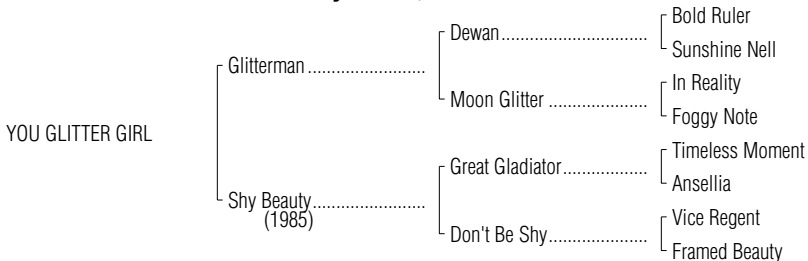 Bold Ruler
Dewan
Sunshine Nell
Glitterman
In Reality
Moon Glitter
Foggy Note
YOU GLITTER GIRL
Timeless Moment
Great Gladiator
Ansellia
Shy Beauty
(1985)
Vice Regent
Don't Be Shy
Framed Beauty